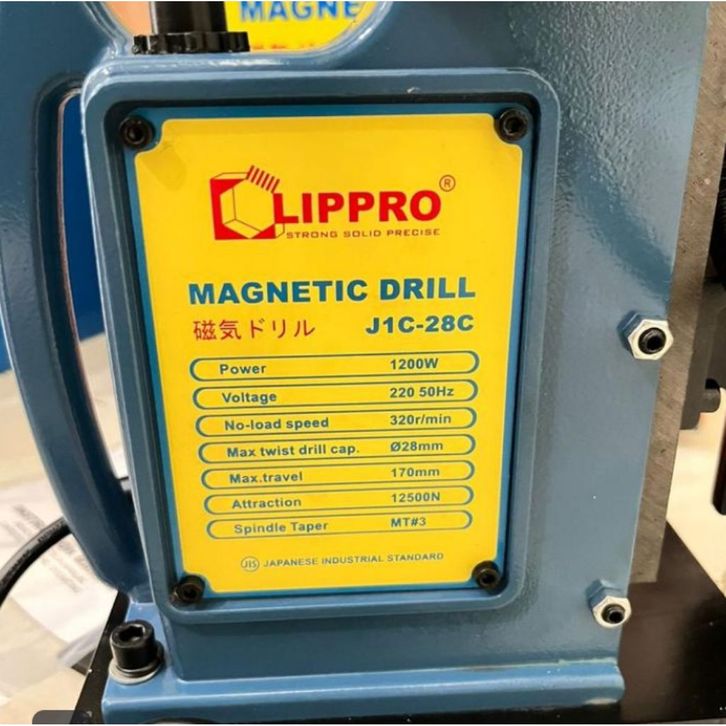 MAGNE
LIPPRO®
STRONG SOLID PRECISE
MAGNETIC DRILL
磁気ドリル J1C-28C
Power 1200W
Voltage 220 50Hz
No-load speed 320r/min
Max twist drill cap. Ø28mm
Max.travel 170mm
Attraction 12500N
Spindle Taper MT#3
JIS JAPANESE INDUSTRIAL STANDARD